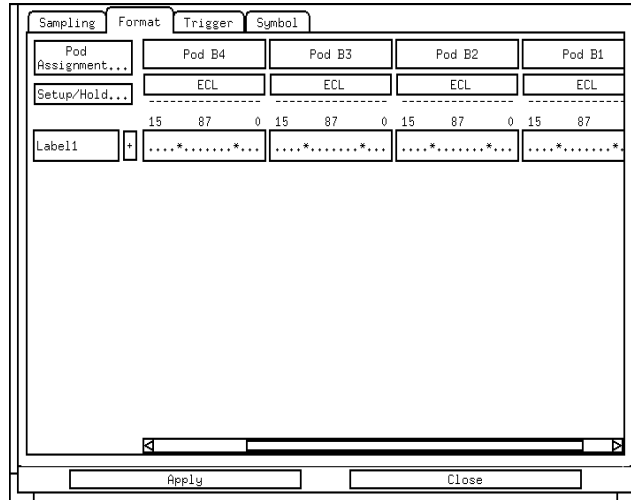 Sampling Format Trigger Symbol
Pod Assignment... Pod B4 Pod B3 Pod B2 Pod B1
Setup/Hold... ECL ECL ECL ECL
15 87 0 15 87 0 15 87 0 15 87
Label1 + ....*.......*... ....*.......*... ....*.......*... ....*.......*.
Apply Close